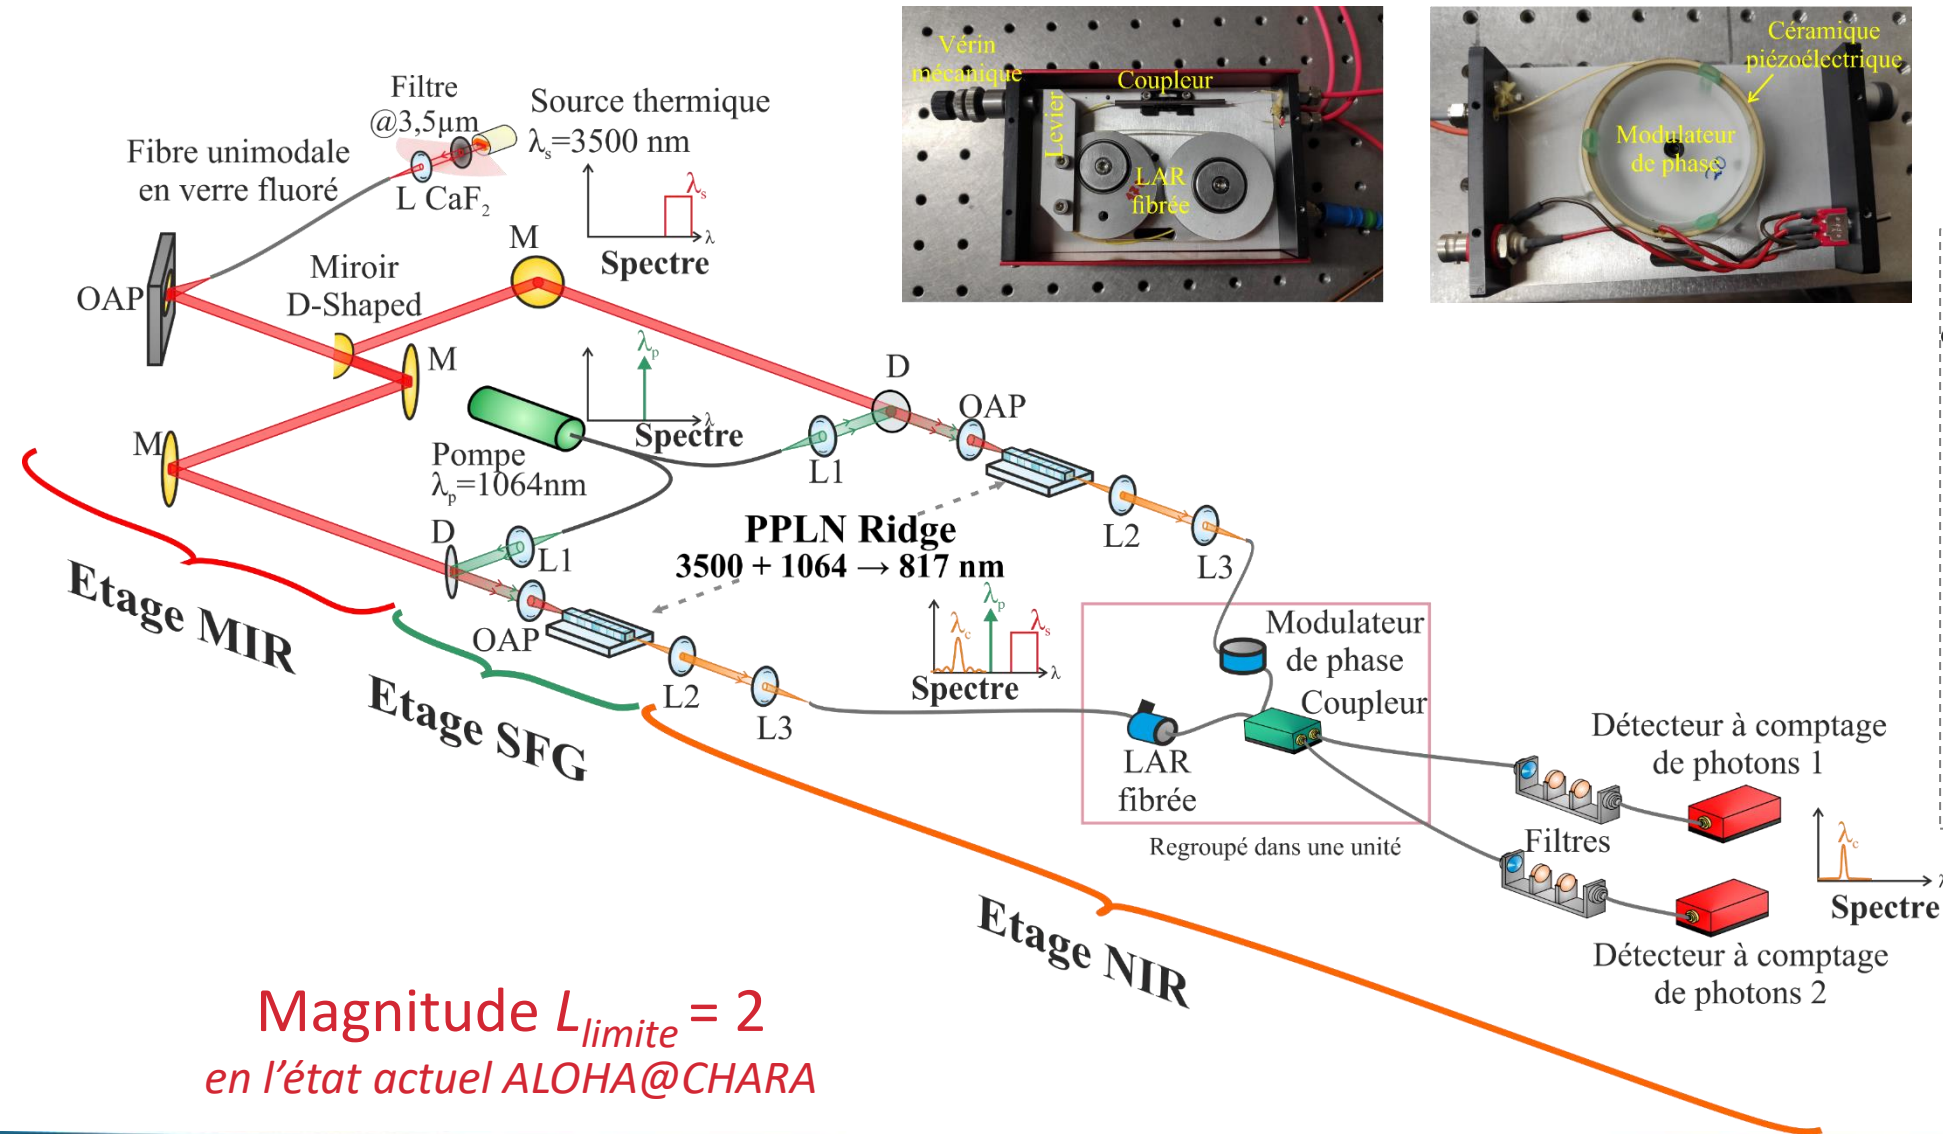 Vérin
mécanique
Coupleur
Levier
LAR
fibrée
Céramique
piézoélectrique
Modulateur
de phase
Filtre
@3,5µm
Source thermique
λs=3500 nm
Fibre unimodale
en verre fluoré
L CaF2
λs
λ
Spectre
OAP
Miroir
D-Shaped
M
M
M
λp
λ
Spectre
Pompe
λp=1064nm
D
L1
OAP
D
L1
OAP
PPLN Ridge
3500 + 1064 → 817 nm
L2
L3
L2
L3
λc
λp
λs
λ
Spectre
Modulateur
de phase
Coupleur
LAR
fibrée
Regroupé dans une unité
Détecteur à comptage
de photons 1
Filtres
λc
λ
Spectre
Détecteur à comptage
de photons 2
Etage MIR
Etage SFG
Etage NIR
Magnitude Llimite = 2
en l’état actuel ALOHA@CHARA